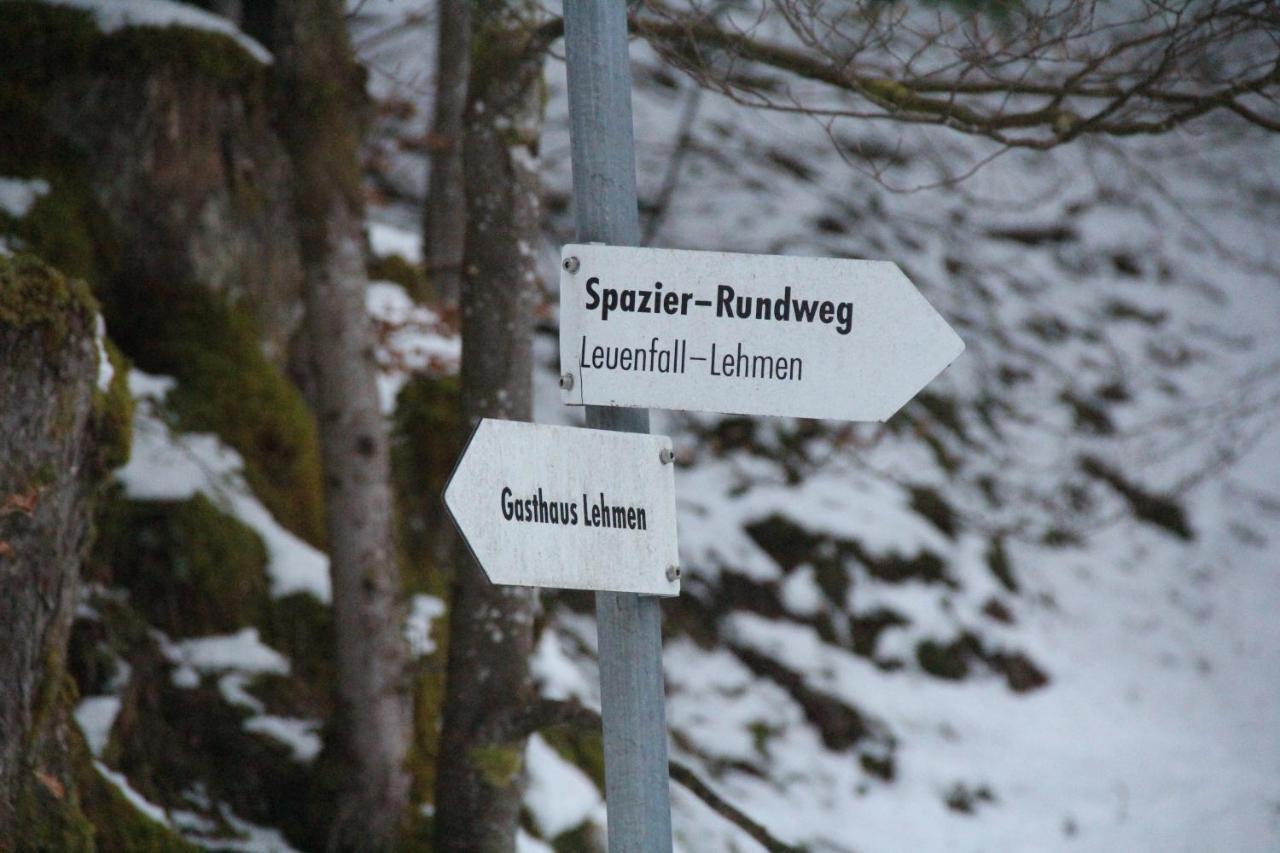 Spazier–Rundweg
Leuenfall–Lehmen
Gasthaus Lehmen